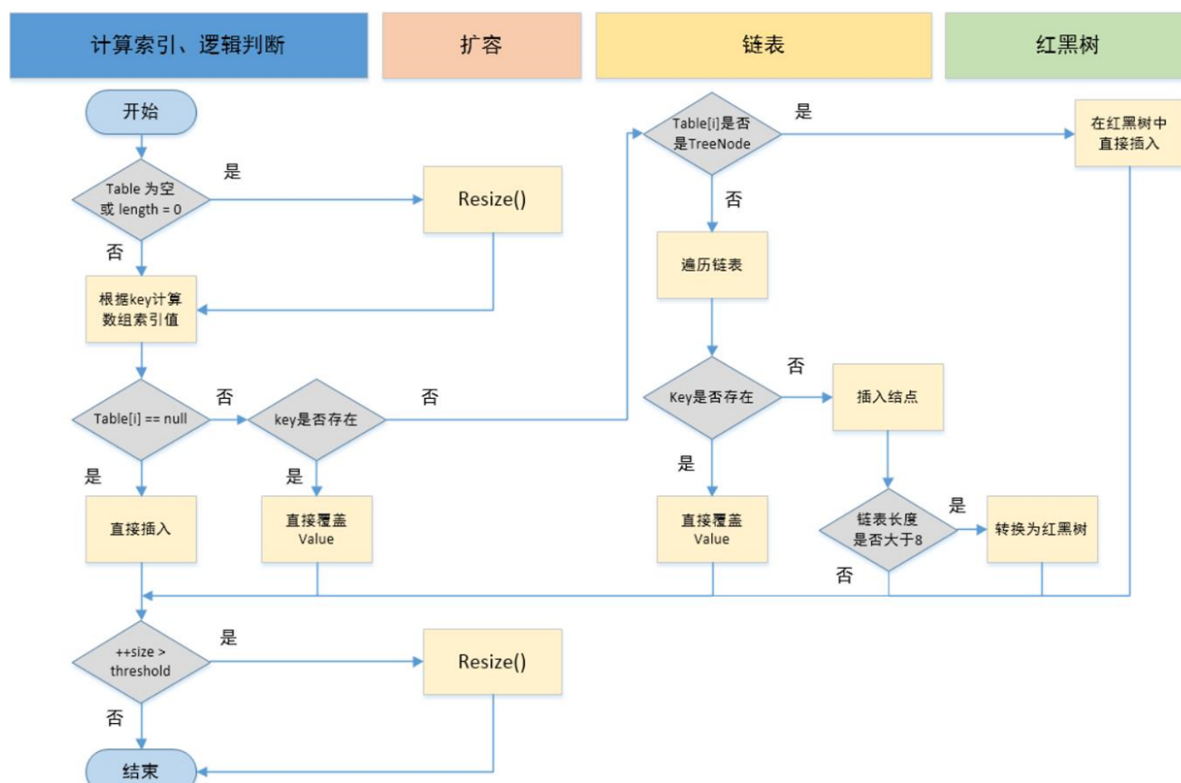 计算索引、逻辑判断
扩容
链表
红黑树
开始
Table 为空
或 length = 0
是
Resize()
否
根据key计算
数组索引值
Table[i] == null
否
key是否存在
否
是
直接插入
是
直接覆盖
Value
Table[i]是否
是TreeNode
是
在红黑树中
直接插入
否
遍历链表
Key是否存在
否
插入结点
是
直接覆盖
Value
链表长度
是否大于8
是
转换为红黑树
否
++size >
threshold
是
Resize()
否
结束